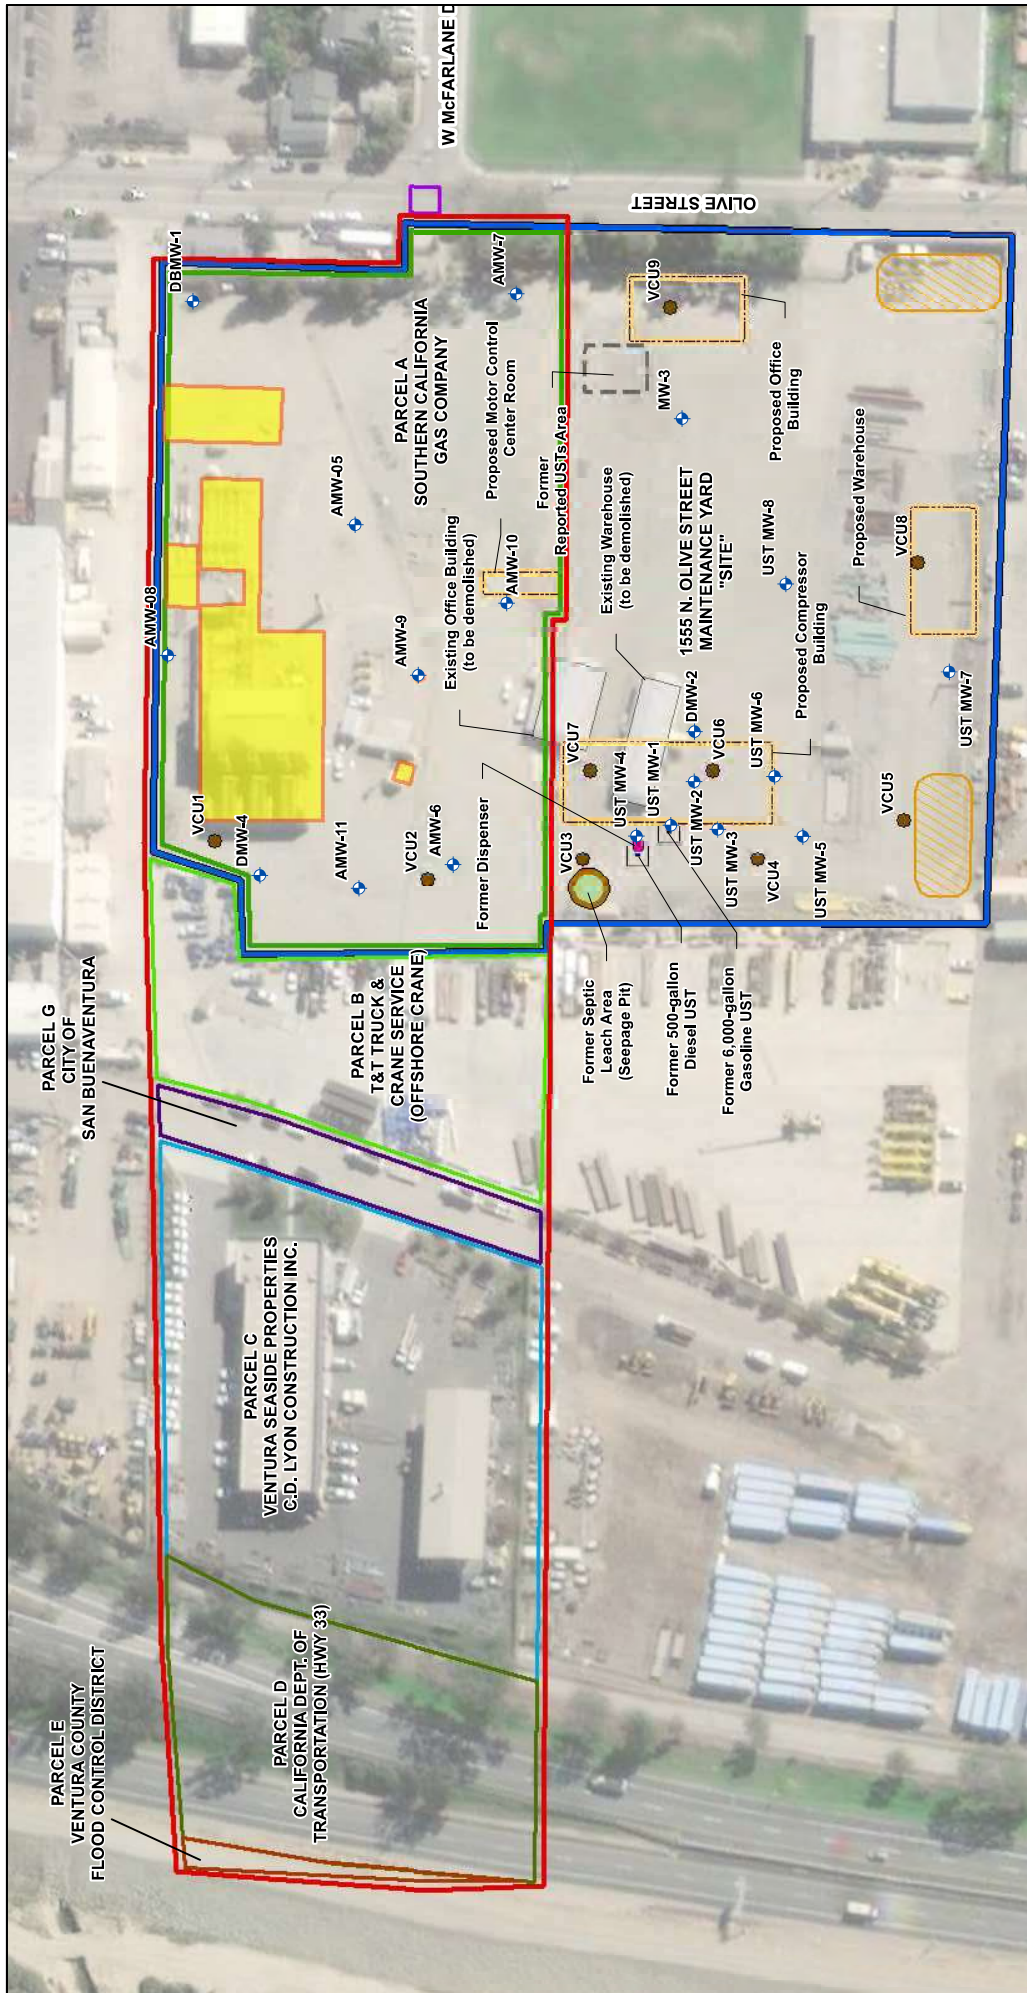 PARCEL E
VENTURA COUNTY
FLOOD CONTROL DISTRICT
PARCEL D
CALIFORNIA DEPT. OF
TRANSPORTATION (HWY 33)
PARCEL C
VENTURA SEASIDE PROPERTIES
C.D. LYON CONSTRUCTION INC.
PARCEL G
CITY OF
SAN BUENAVENTURA
PARCEL B
T&T TRUCK &
CRANE SERVICE
(OFFSHORE CRANE)
PARCEL A
SOUTHERN CALIFORNIA
GAS COMPANY
VCU1
DMW-4
AMW-11
VCU2
AMW-6
AMW-08
AMW-9
AMW-05
AMW-10
DBMW-1
AMW-7
Former Dispenser
Existing Office Building
(to be demolished)
Proposed Motor Control
Center Room
Former
Reported USTs Area
Existing Warehouse
(to be demolished)
1555 N. OLIVE STREET
MAINTENANCE YARD
"SITE"
Former Septic
Leach Area
(Seepage Pit)
Former 500-gallon
Diesel UST
Former 6,000-gallon
Gasoline UST
VCU3
VCU7
UST MW-4
UST MW-1
UST MW-2
DMW-2
VCU6
UST MW-3
UST MW-6
VCU4
UST MW-5
VCU5
Proposed Compressor
Building
UST MW-8
MW-3
VCU9
Proposed Office
Building
Proposed Warehouse
VCU8
UST MW-7
W McFARLANE D
OLIVE STREET